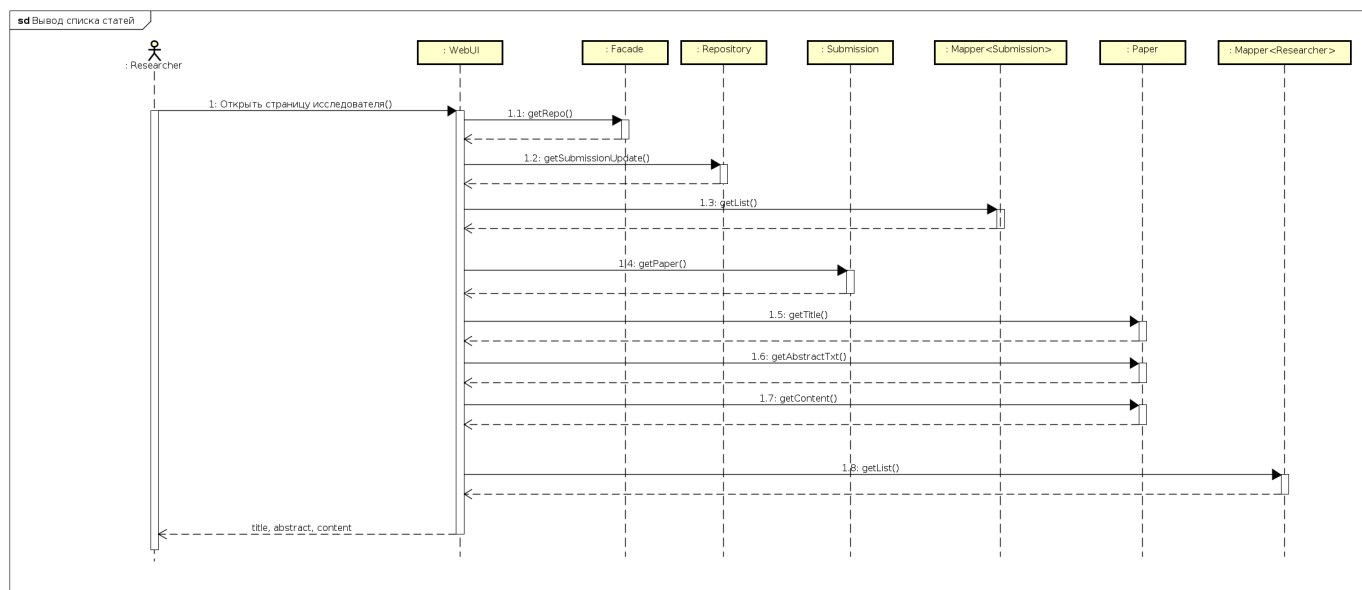 sd Вывод списка статей
: Researcher
: WebUI
: Facade
: Repository
: Submission
: Mapper<Submission>
: Paper
: Mapper<Researcher>
1: Открыть страницу исследователя()
1.1: getRepo()
1.2: getSubmissionUpdate()
1.3: getList()
1.4: getPaper()
1.5: getTitle()
1.6: getAbstractTxt()
1.7: getContent()
1.8: getList()
title, abstract, content